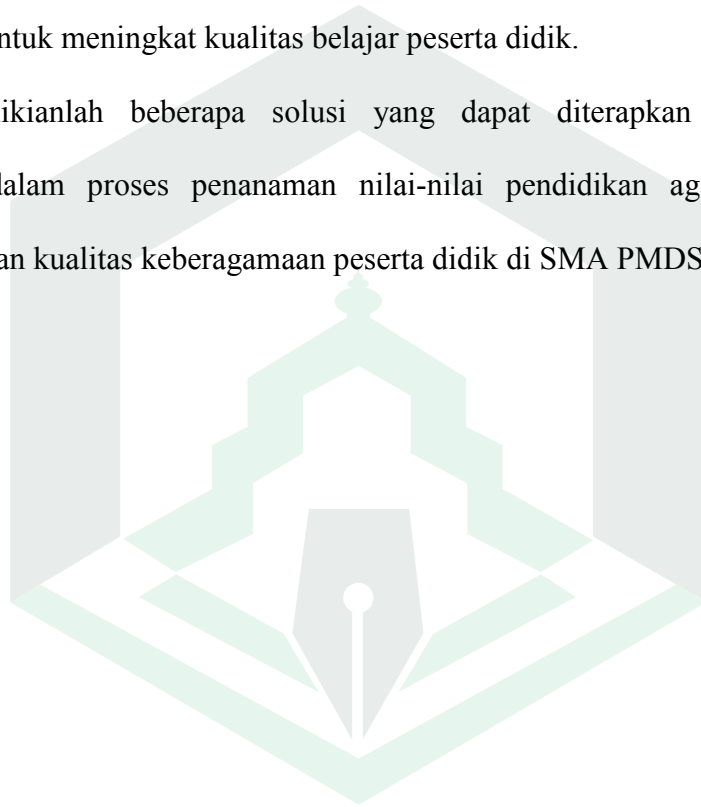 ntuk meningkat kualitas belajar peserta didik.
ikianlah beberapa solusi yang dapat diterapkan
dalam proses penanaman nilai-nilai pendidikan ag
an kualitas keberagamaan peserta didik di SMA PMDS